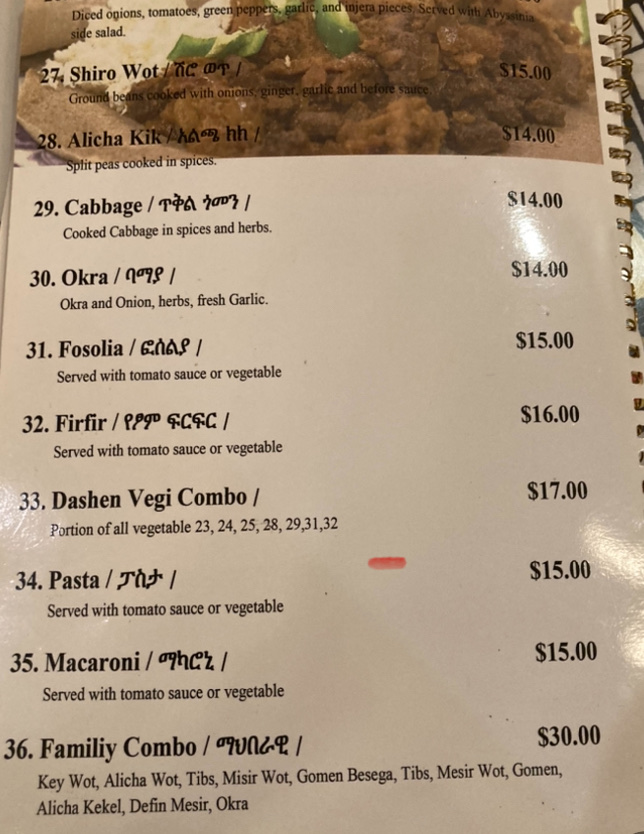 Diced onions, tomatoes, green peppers, garlic, and injera pieces. Served with Abyssinia
side salad.
27. Shiro Wot / ሽሮ ወጥ / $15.00
Ground beans cooked with onions, ginger, garlic and before sauce.
28. Alicha Kik / አልጫ ክክ / $14.00
Split peas cooked in spices.
29. Cabbage / ጥቅል ጎመን / $14.00
Cooked Cabbage in spices and herbs.
30. Okra / ባማያ / $14.00
Okra and Onion, herbs, fresh Garlic.
31. Fosolia / ፎሰልያ / $15.00
Served with tomato sauce or vegetable
32. Firfir / የፆም ፍርፍር / $16.00
Served with tomato sauce or vegetable
33. Dashen Vegi Combo / $17.00
Portion of all vegetable 23, 24, 25, 28, 29,31,32
34. Pasta / ፓስታ / $15.00
Served with tomato sauce or vegetable
35. Macaroni / ማካሮኒ / $15.00
Served with tomato sauce or vegetable
36. Familiy Combo / ማህበራዊ / $30.00
Key Wot, Alicha Wot, Tibs, Misir Wot, Gomen Besega, Tibs, Mesir Wot, Gomen,
Alicha Kekel, Defin Mesir, Okra